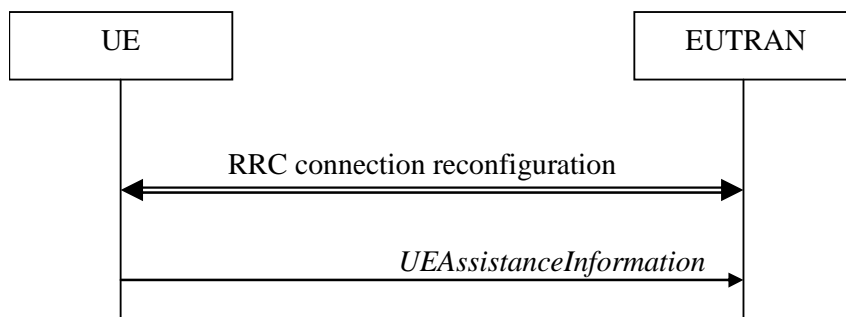 UE
EUTRAN
RRC connection reconfiguration
UEAssistanceInformation